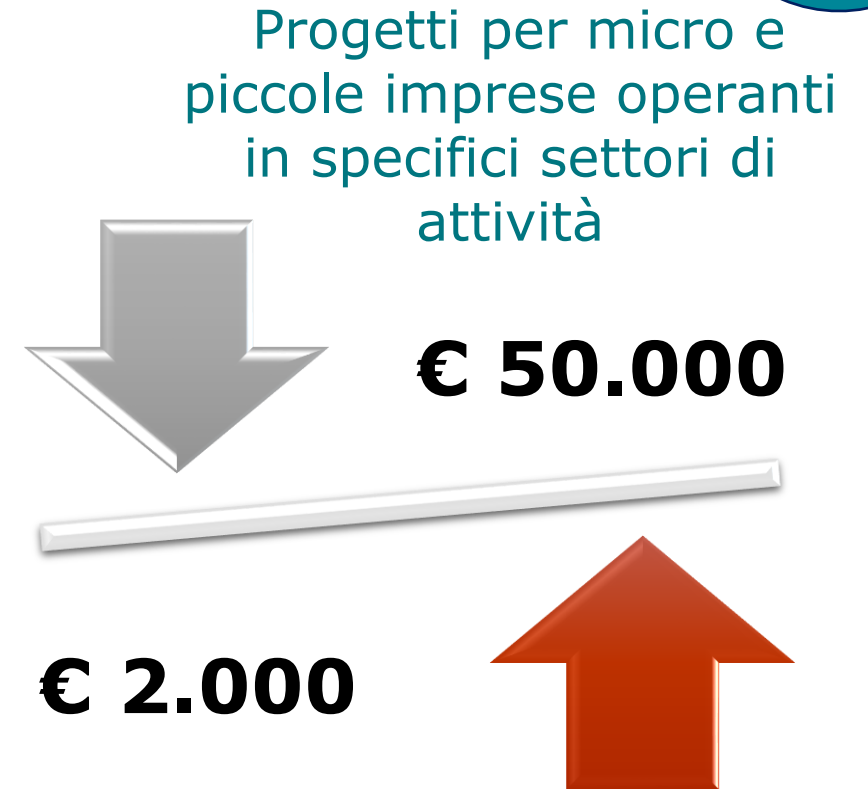 Progetti per micro e
piccole imprese operanti
in specifici settori di
attività
€ 50.000
€ 2.000